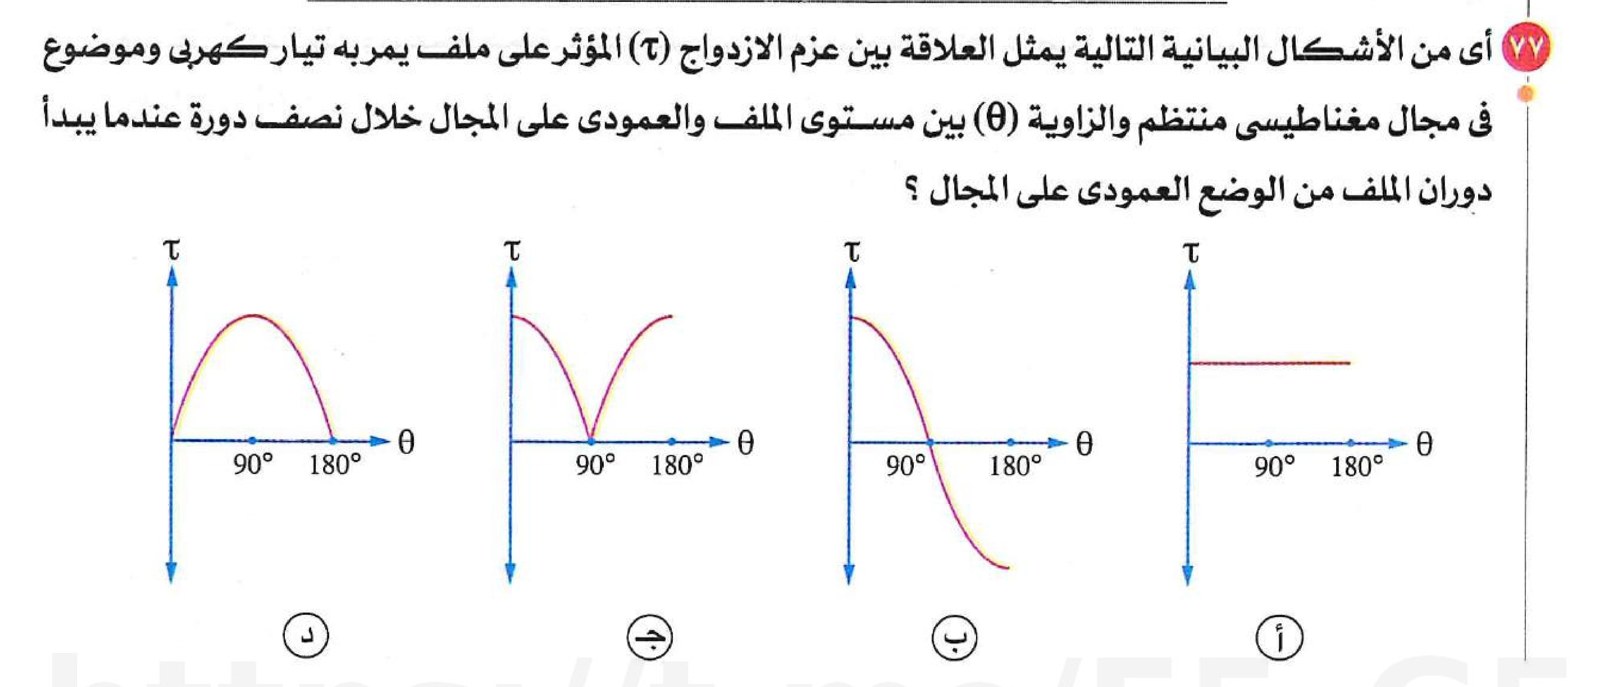 ٧٧ أى من الأشكال البيانية التالية يمثل العلاقة بين عزم الازدواج (τ) المؤثر على ملف يمر به تيار كهربى وموضوع
فى مجال مغناطيسى منتظم والزاوية (θ) بين مستوى الملف والعمودى على المجال خلال نصف دورة عندما يبدأ
دوران الملف من الوضع العمودى على المجال ؟
τ
θ
90°
180°
أ
τ
θ
90°
180°
ب
τ
θ
90°
180°
جـ
τ
θ
90°
180°
د